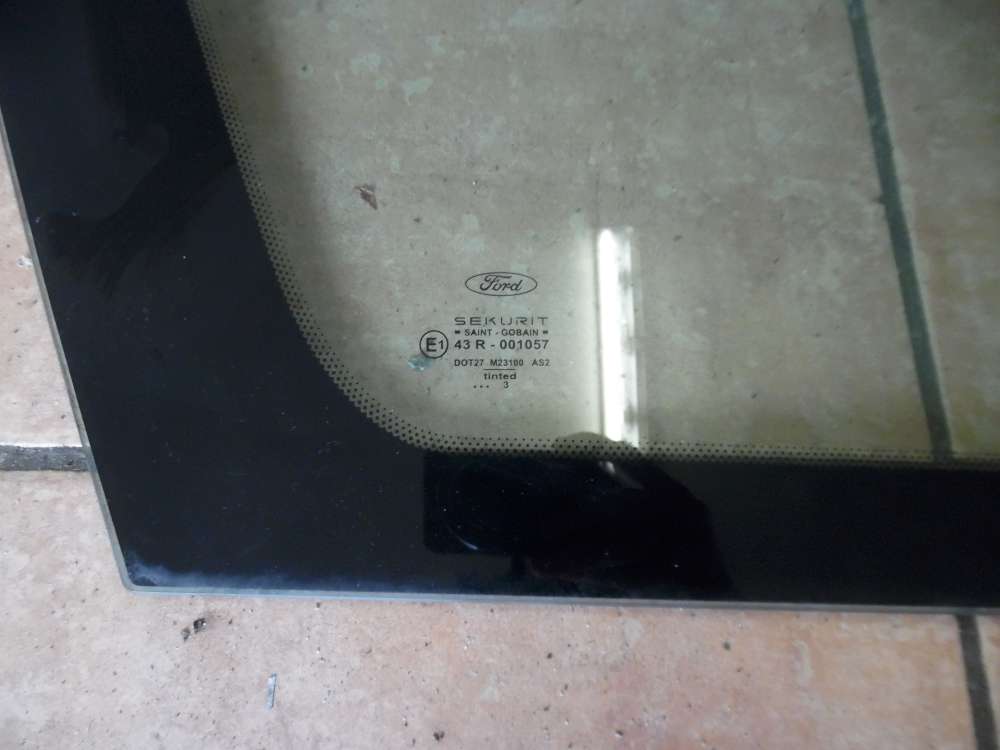 Ford
SEKURIT
= SAINT - GOBAIN =
E1 43 R - 001057
DOT27 M23100 AS2
tinted
... 3